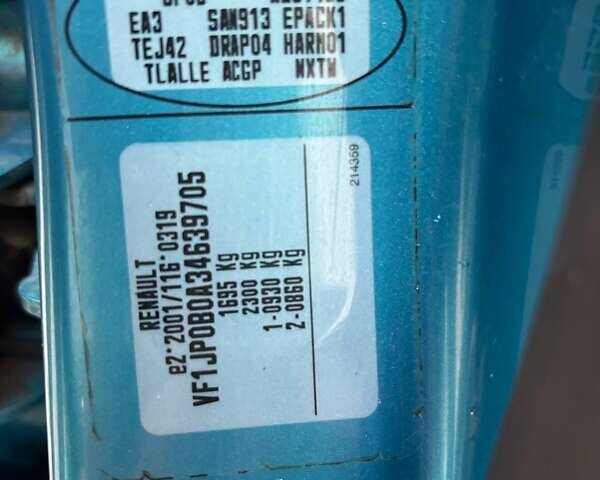 EA3 SAN913 EPACK1
TEJ42 DRAP04 HARM01
TLALLE ACGP NXTW
RENAULT
e2*2001/116*0319
VF1JP0B0A34639705
1695 Kg
2300 Kg
1-0930 Kg
2-0860 Kg
214359